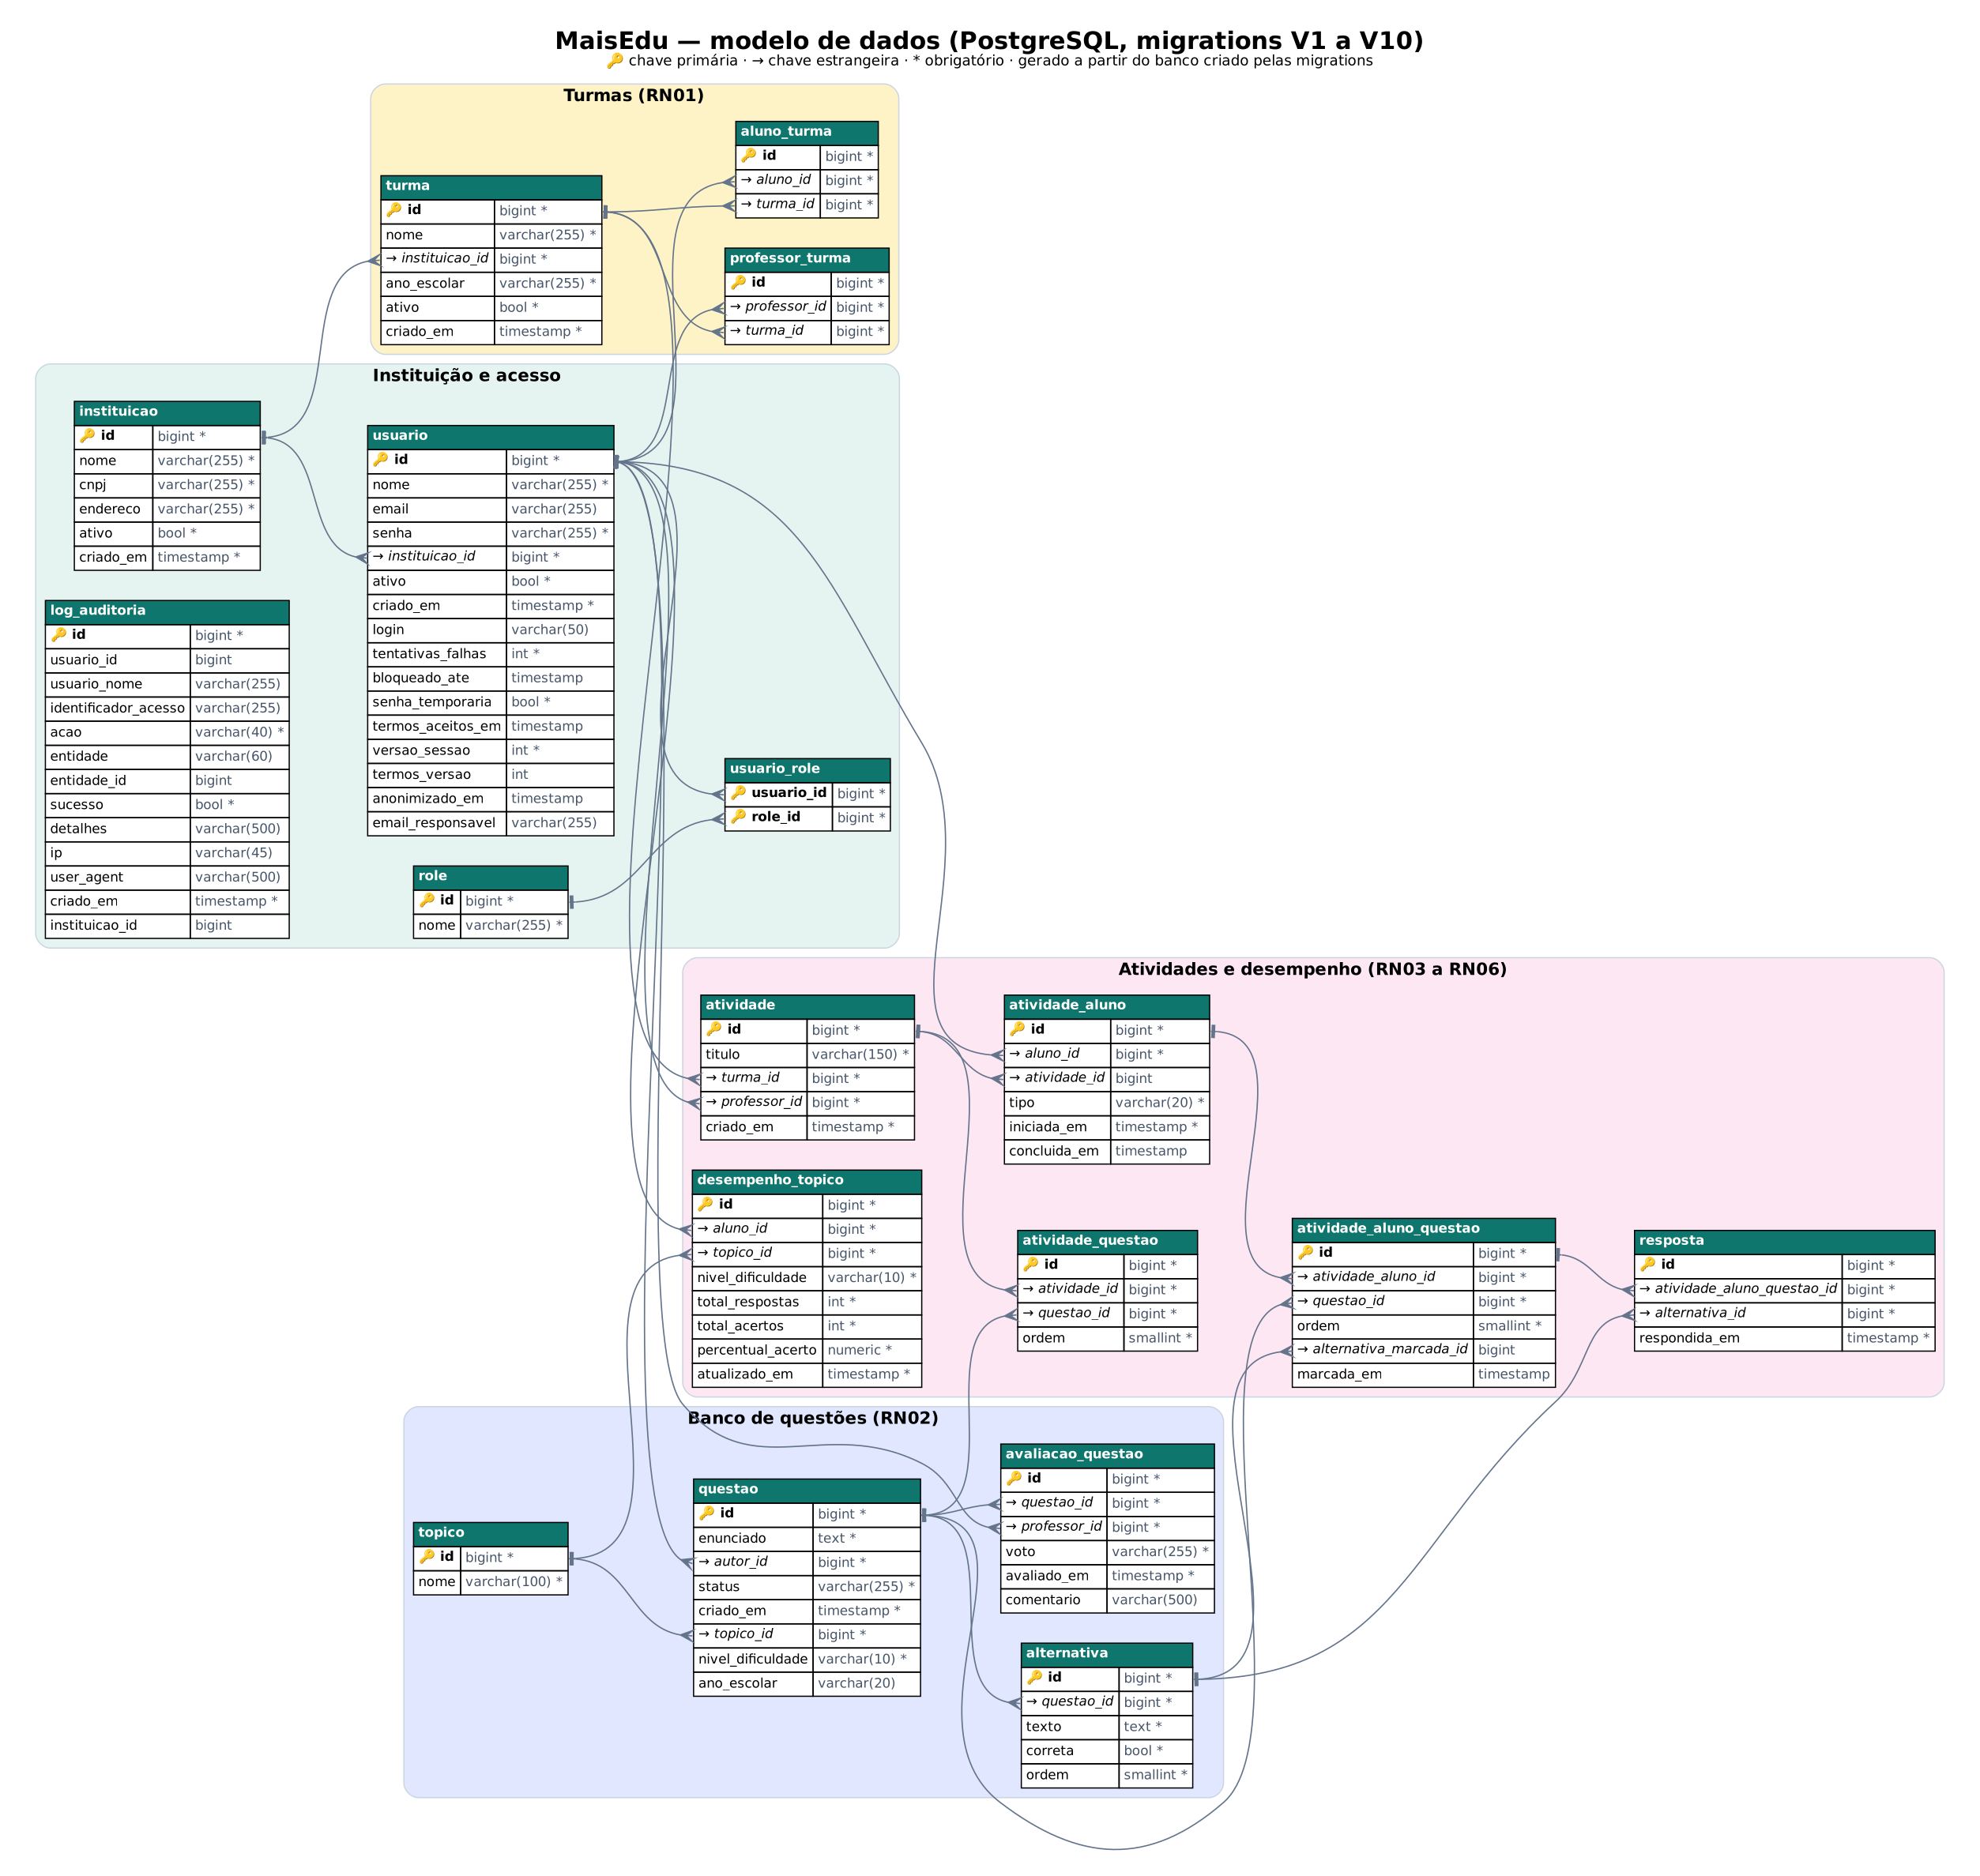 MaisEdu — modelo de dados (PostgreSQL, migrations V1 a V10)
🔑 chave primária · → chave estrangeira · * obrigatório · gerado a partir do banco criado pelas migrations
Turmas (RN01)
turma
🔑 id bigint *
nome varchar(255) *
→ instituicao_id bigint *
ano_escolar varchar(255) *
ativo bool *
criado_em timestamp *
aluno_turma
🔑 id bigint *
→ aluno_id bigint *
→ turma_id bigint *
professor_turma
🔑 id bigint *
→ professor_id bigint *
→ turma_id bigint *
Instituição e acesso
instituicao
🔑 id bigint *
nome varchar(255) *
cnpj varchar(255) *
endereco varchar(255) *
ativo bool *
criado_em timestamp *
log_auditoria
🔑 id bigint *
usuario_id bigint
usuario_nome varchar(255)
identificador_acesso varchar(255)
acao varchar(40) *
entidade varchar(60)
entidade_id bigint
sucesso bool *
detalhes varchar(500)
ip varchar(45)
user_agent varchar(500)
criado_em timestamp *
instituicao_id bigint
usuario
🔑 id bigint *
nome varchar(255) *
email varchar(255)
senha varchar(255) *
→ instituicao_id bigint *
ativo bool *
criado_em timestamp *
login varchar(50)
tentativas_falhas int *
bloqueado_ate timestamp
senha_temporaria bool *
termos_aceitos_em timestamp
versao_sessao int *
termos_versao int
anonimizado_em timestamp
email_responsavel varchar(255)
role
🔑 id bigint *
nome varchar(255) *
usuario_role
🔑 usuario_id bigint *
🔑 role_id bigint *
Atividades e desempenho (RN03 a RN06)
atividade
🔑 id bigint *
titulo varchar(150) *
→ turma_id bigint *
→ professor_id bigint *
criado_em timestamp *
atividade_aluno
🔑 id bigint *
→ aluno_id bigint *
→ atividade_id bigint
tipo varchar(20) *
iniciada_em timestamp *
concluida_em timestamp
desempenho_topico
🔑 id bigint *
→ aluno_id bigint *
→ topico_id bigint *
nivel_dificuldade varchar(10) *
total_respostas int *
total_acertos int *
percentual_acerto numeric *
atualizado_em timestamp *
atividade_questao
🔑 id bigint *
→ atividade_id bigint *
→ questao_id bigint *
ordem smallint *
atividade_aluno_questao
🔑 id bigint *
→ atividade_aluno_id bigint *
→ questao_id bigint *
ordem smallint *
→ alternativa_marcada_id bigint
marcada_em timestamp
resposta
🔑 id bigint *
→ atividade_aluno_questao_id bigint *
→ alternativa_id bigint *
respondida_em timestamp *
Banco de questões (RN02)
topico
🔑 id bigint *
nome varchar(100) *
questao
🔑 id bigint *
enunciado text *
→ autor_id bigint *
status varchar(255) *
criado_em timestamp *
→ topico_id bigint *
nivel_dificuldade varchar(10) *
ano_escolar varchar(20)
avaliacao_questao
🔑 id bigint *
→ questao_id bigint *
→ professor_id bigint *
voto varchar(255) *
avaliado_em timestamp *
comentario varchar(500)
alternativa
🔑 id bigint *
→ questao_id bigint *
texto text *
correta bool *
ordem smallint *